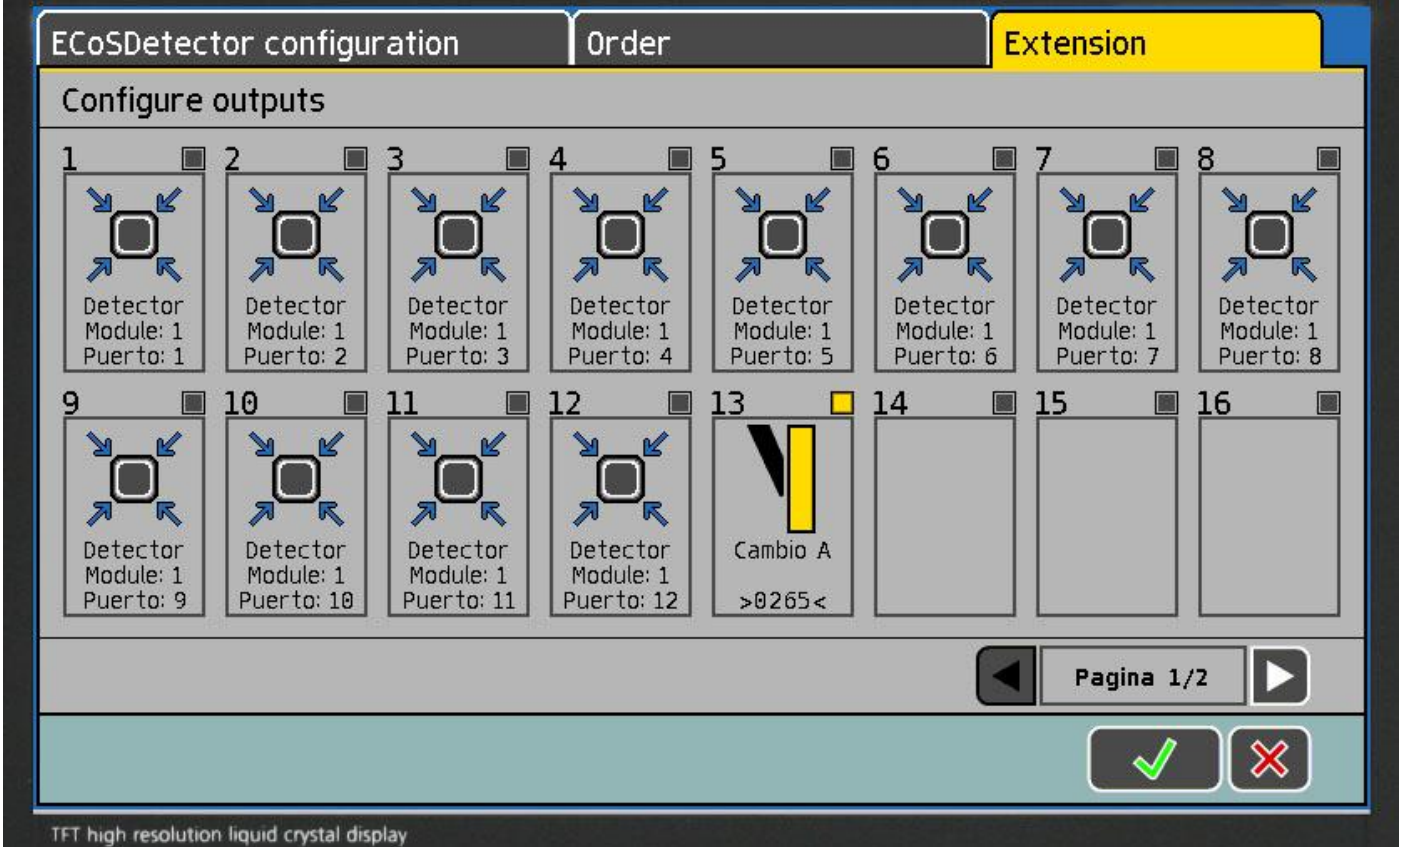 ECoSDetector configuration
Order
Extension
Configure outputs
1 2 3 4 5 6 7 8
Detector Detector Detector Detector Detector Detector Detector Detector
Module: 1 Module: 1 Module: 1 Module: 1 Module: 1 Module: 1 Module: 1 Module: 1
Puerto: 1 Puerto: 2 Puerto: 3 Puerto: 4 Puerto: 5 Puerto: 6 Puerto: 7 Puerto: 8
9 10 11 12 13 14 15 16
Detector Detector Detector Detector Cambio A
Module: 1 Module: 1 Module: 1 Module: 1
Puerto: 9 Puerto: 10 Puerto: 11 Puerto: 12 >0265<
Pagina 1/2
TFT high resolution liquid crystal display